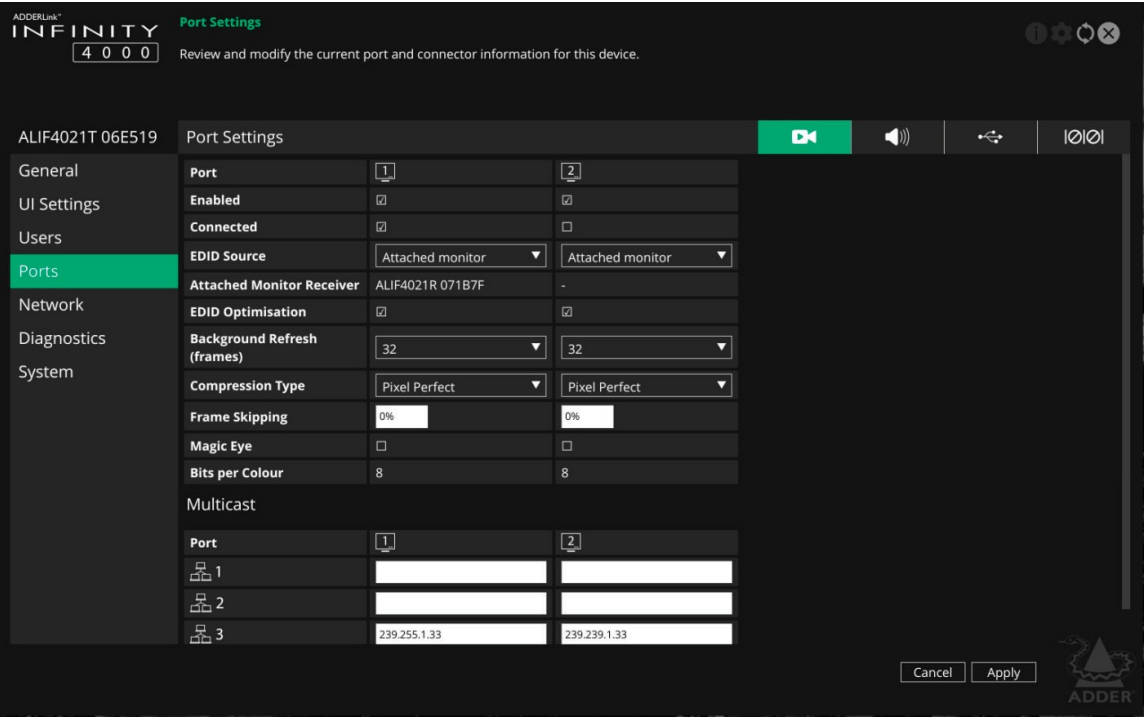 ADDERLink™
INFINITY
4000
Port Settings
Review and modify the current port and connector information for this device.
ALIF4021T 06E519
Port Settings
General
UI Settings
Users
Ports
Network
Diagnostics
System
Port 1 2
Enabled ☑ ☑
Connected ☑ ☐
EDID Source Attached monitor ▼ Attached monitor ▼
Attached Monitor Receiver ALIF4021R 071B7F -
EDID Optimisation ☑ ☑
Background Refresh
(frames) 32 ▼ 32 ▼
Compression Type Pixel Perfect ▼ Pixel Perfect ▼
Frame Skipping 0% 0%
Magic Eye ☐ ☐
Bits per Colour 8 8
Multicast
Port 1 2
1
2
3 239.255.1.33 239.239.1.33
Cancel Apply
ADDER